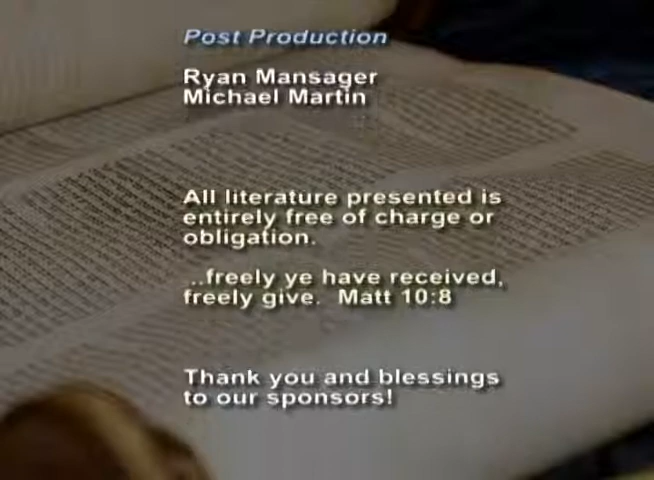 Post Production
Ryan Mansager
Michael Martin
All literature presented is
entirely free of charge or
obligation.
..freely ye have received,
freely give.  Matt 10:8
Thank you and blessings
to our sponsors!